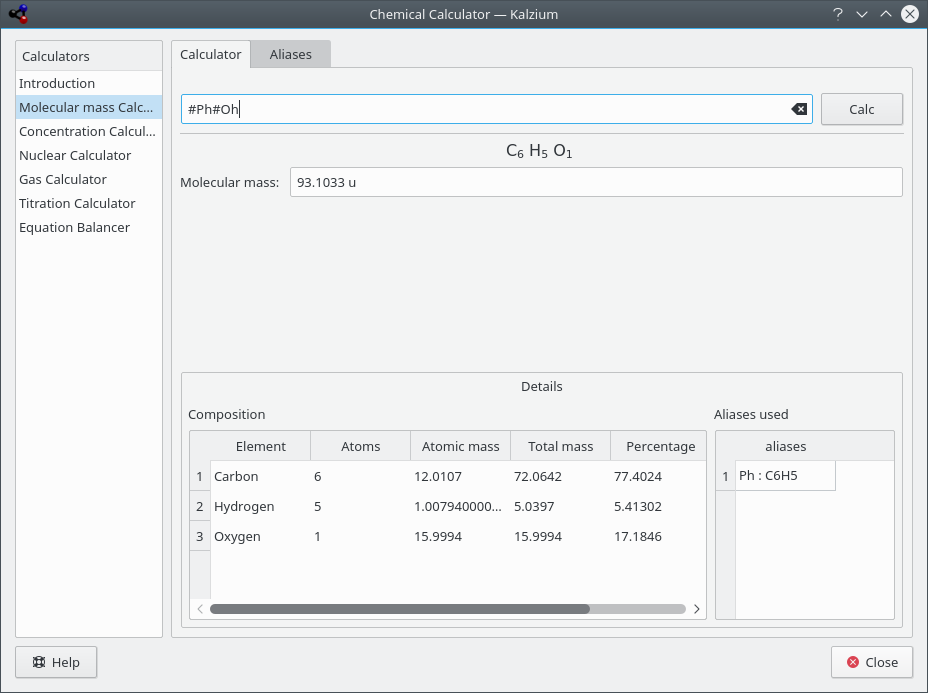 Chemical Calculator — Kalzium
?
Calculators
Introduction
Molecular mass Calc...
Concentration Calcul...
Nuclear Calculator
Gas Calculator
Titration Calculator
Equation Balancer
Calculator Aliases
#Ph#Oh Calc
C₆ H₅ O₁
Molecular mass: 93.1033 u
Details
Composition
Element Atoms Atomic mass Total mass Percentage
1 Carbon 6 12.0107 72.0642 77.4024
2 Hydrogen 5 1.007940000... 5.0397 5.41302
3 Oxygen 1 15.9994 15.9994 17.1846
Aliases used
aliases
1 Ph : C6H5
Help
Close